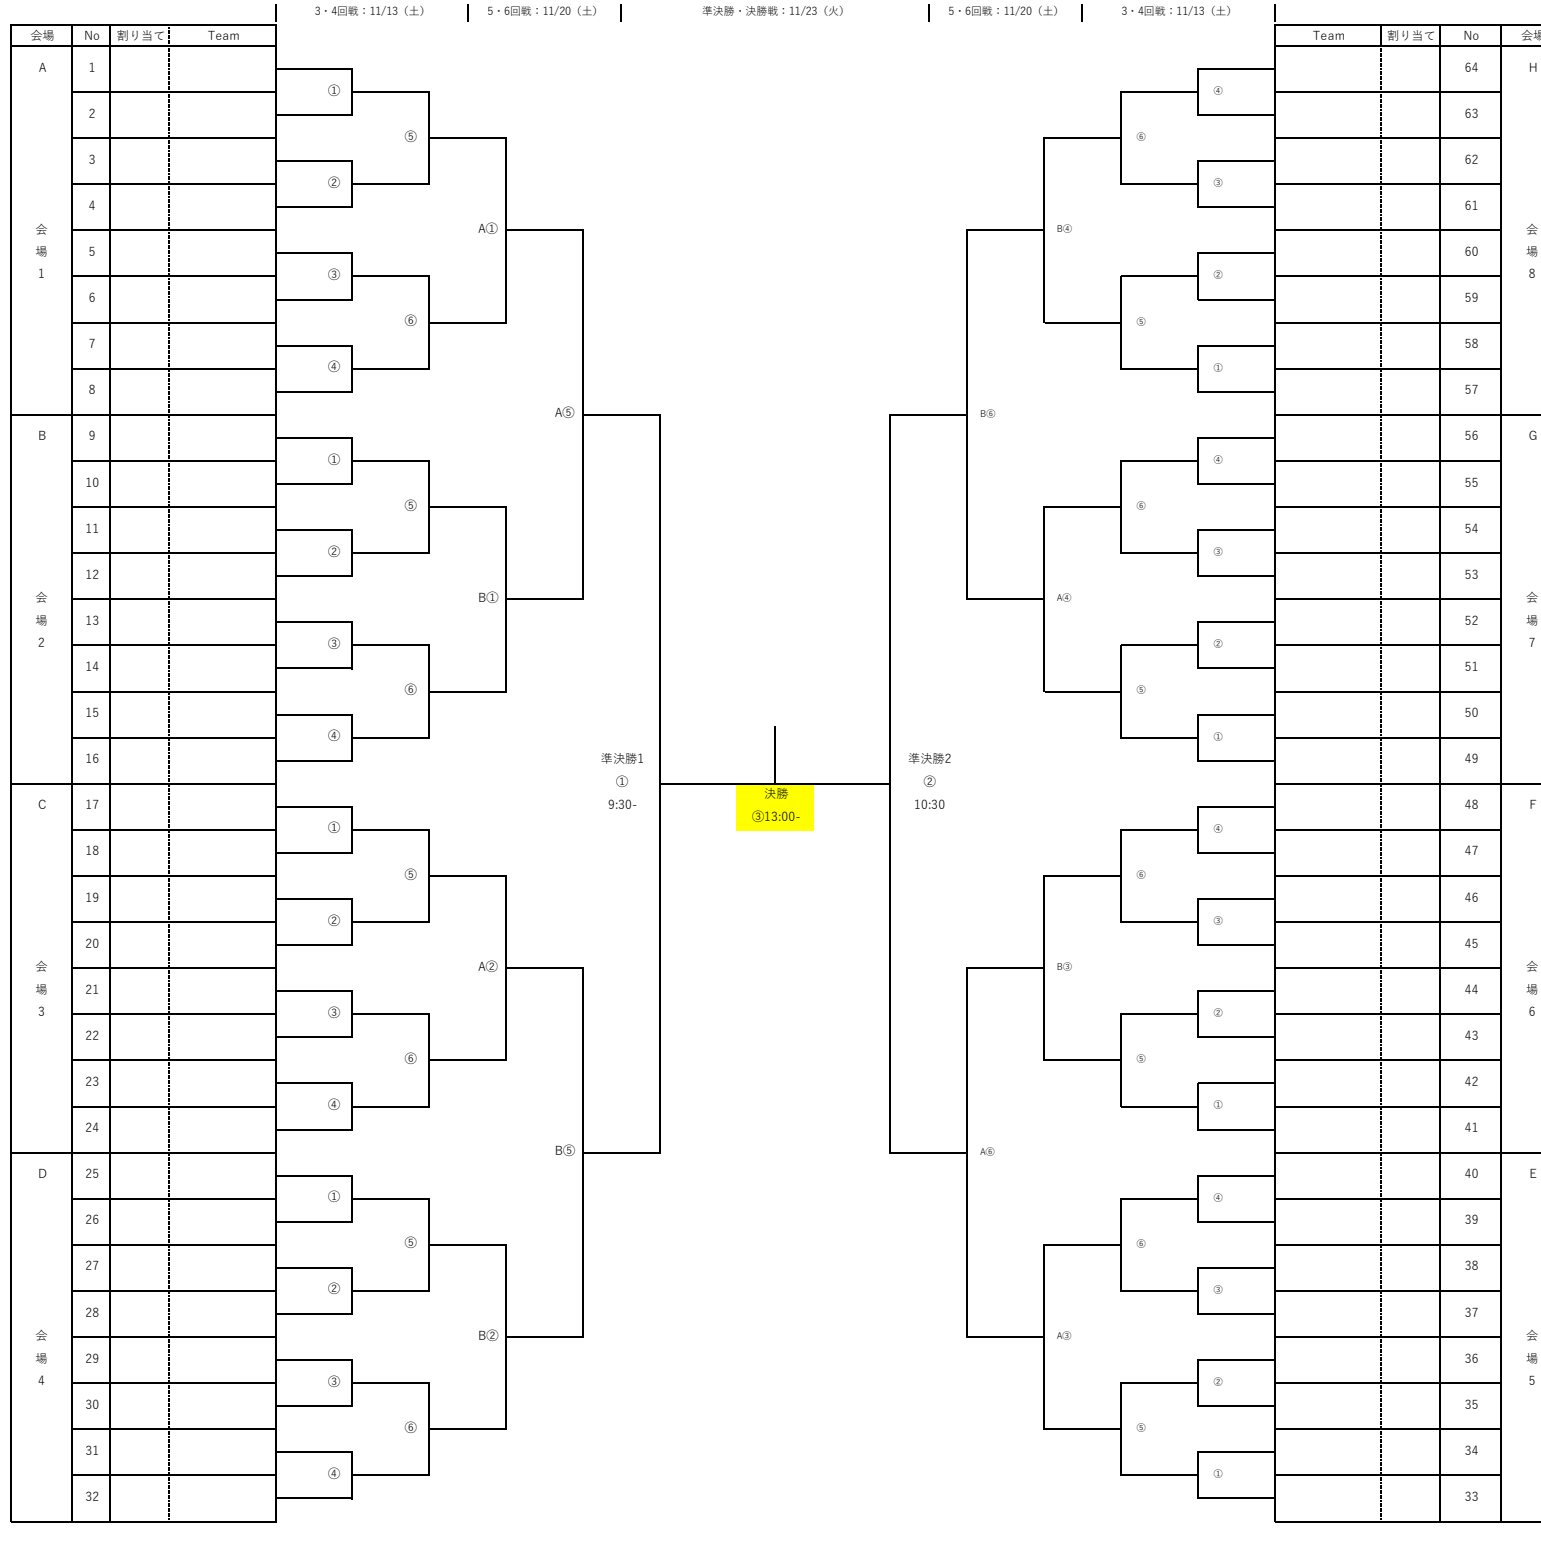 3・4回戦：11/13（土） 5・6回戦：11/20（土） 準決勝・決勝戦：11/23（火） 5・6回戦：11/20（土） 3・4回戦：11/13（土）
会場 No 割り当て Team Team 割り当て No 会場
A 1 64 H
① ④
2 63
⑤ ⑥
3 62
② ③
4 61
会 A① B④ 会
場 5 60 場
1 ③ ② 8
6 59
⑥ ⑤
7 58
④ ①
8 57
A⑤ B⑥
B 9 56 G
① ④
10 55
⑤ ⑥
11 54
② ③
12 53
会 B① A④ 会
場 13 52 場
2 ③ ② 7
14 51
⑥ ⑤
15 50
④ ①
16 準決勝1 準決勝2 49
① ②
決勝
C 17 9:30- 10:30 48 F
③13:00-
① ④
18 47
⑤ ⑥
19 46
② ③
20 45
会 A② B③ 会
場 21 44 場
3 ③ ② 6
22 43
⑥ ⑤
23 42
④ ①
24 41
B⑤ A⑥
D 25 40 E
① ④
26 39
⑤ ⑥
27 38
② ③
28 37
会 B② A③ 会
場 29 36 場
4 ③ ② 5
30 35
⑥ ⑤
31 34
④ ①
32 33